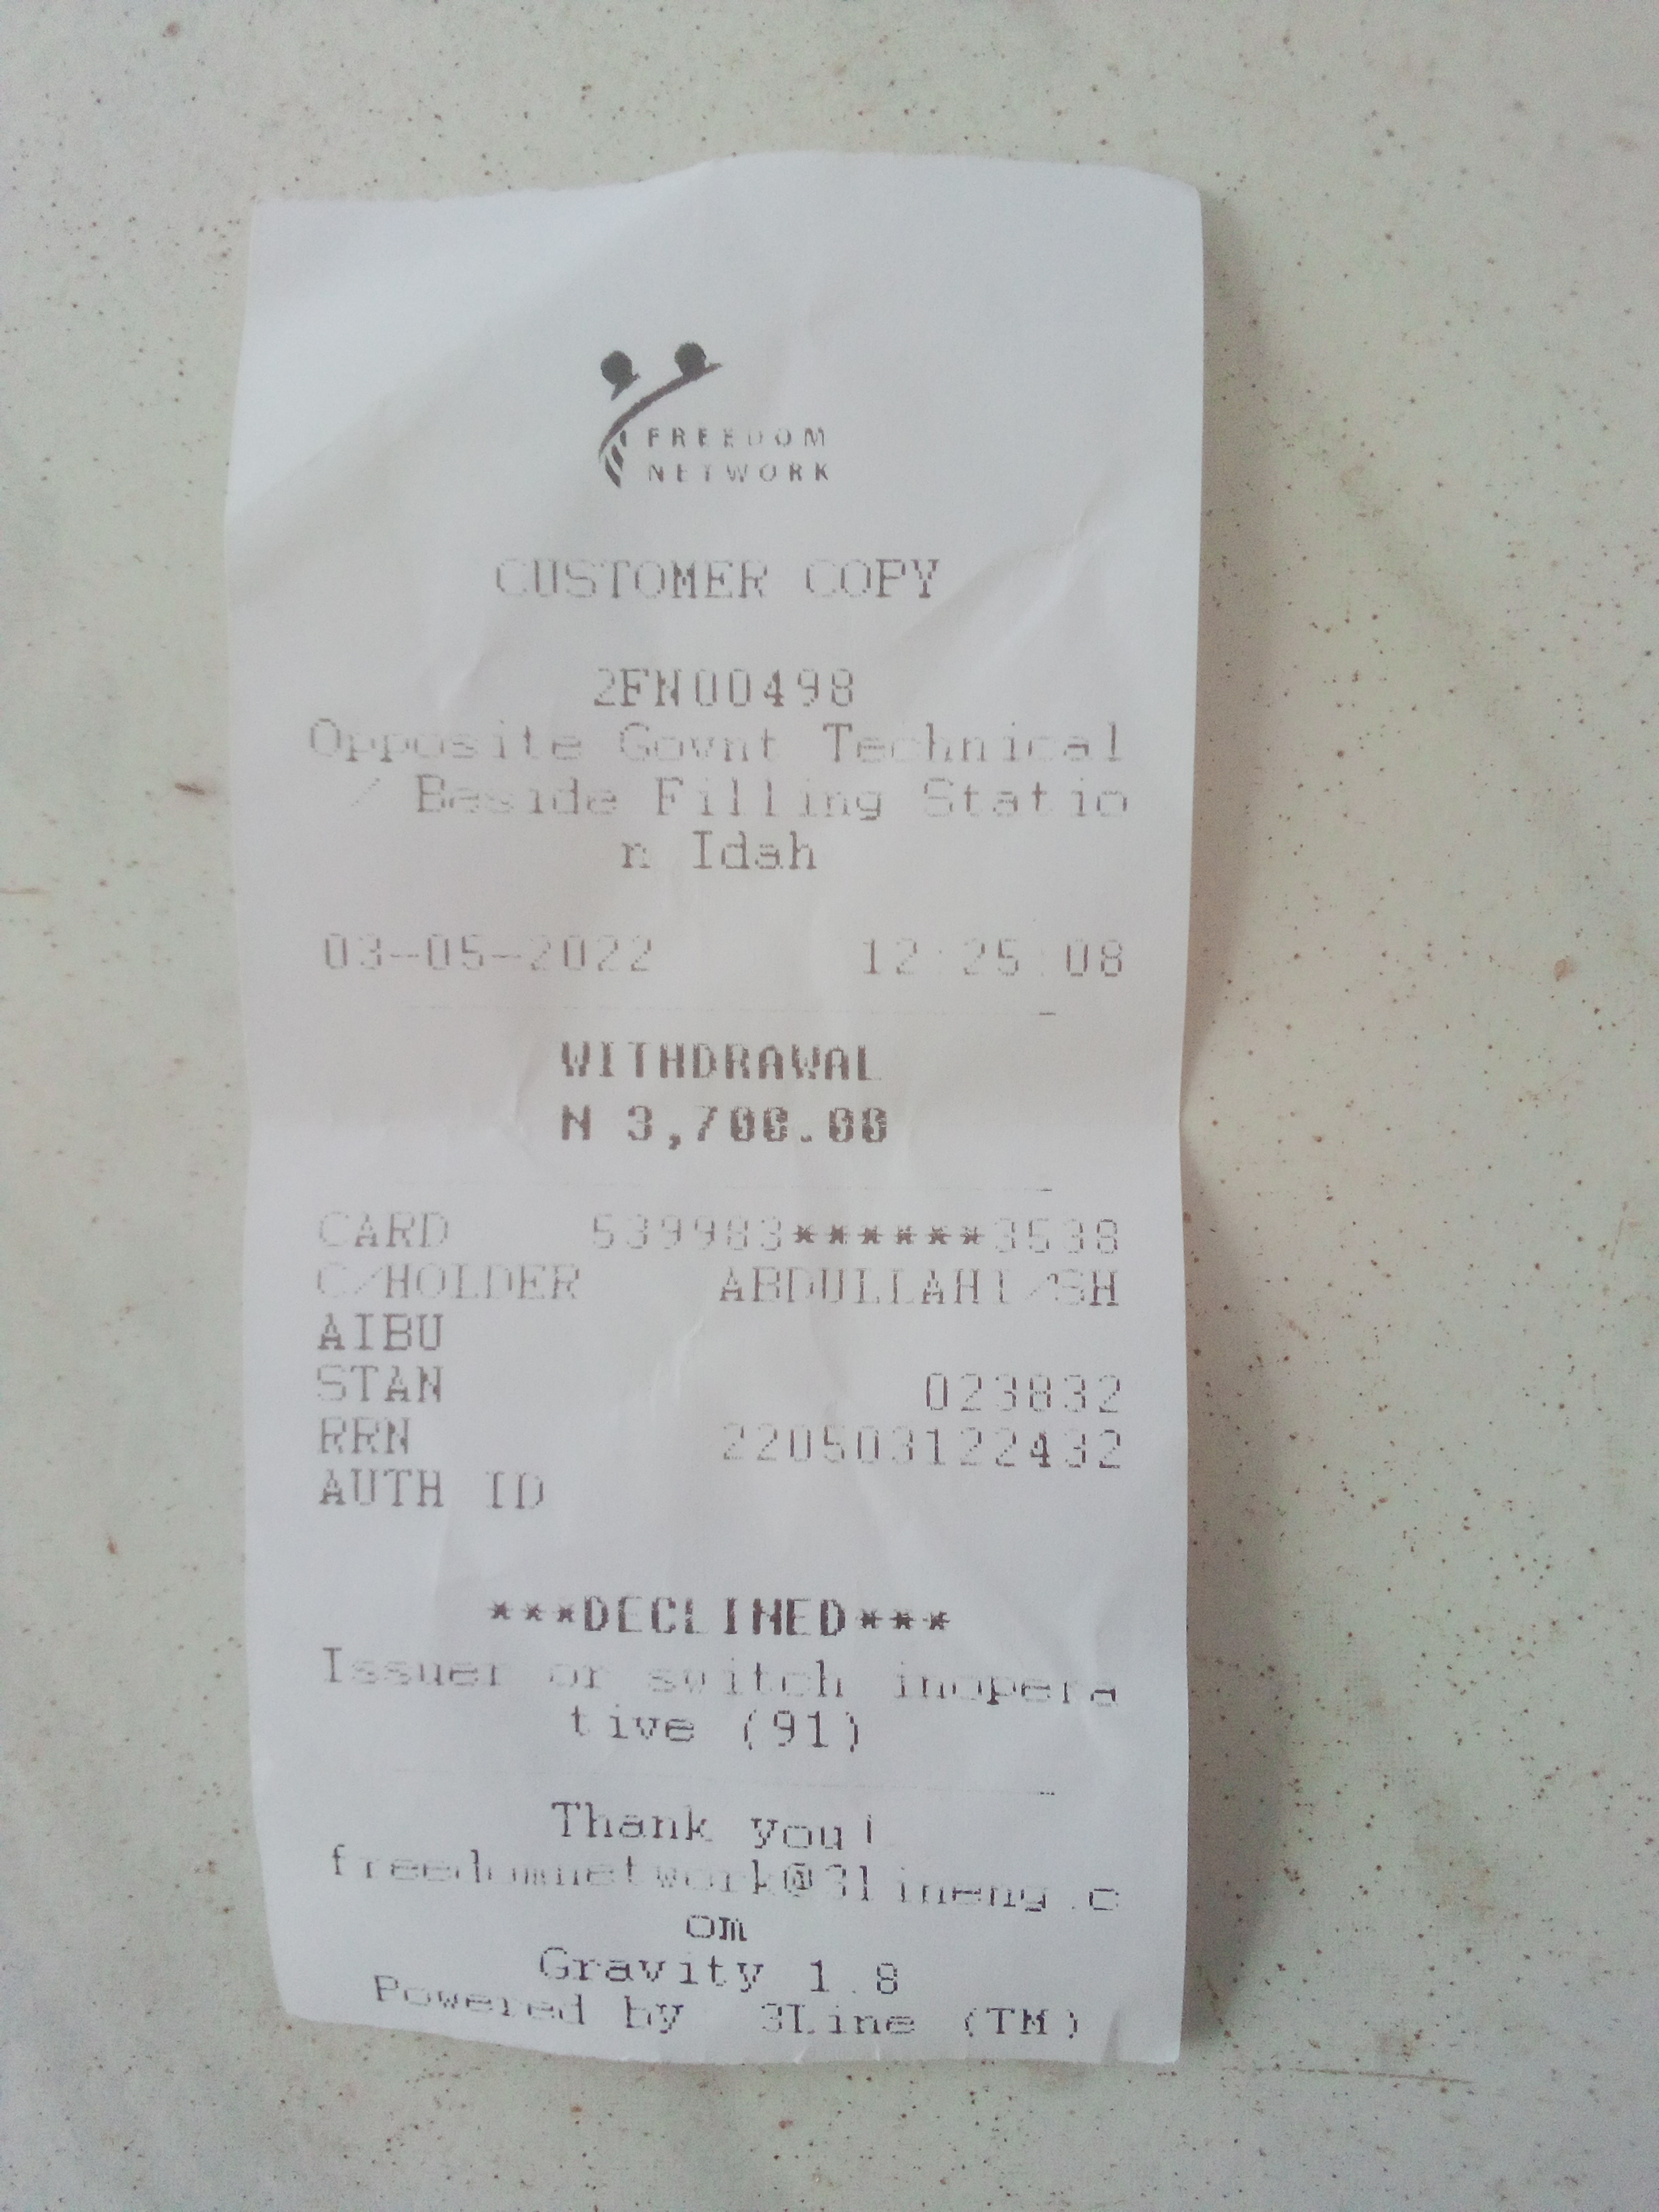 FREEDOM
NETWORK
CUSTOMER COPY
2FN00498
Opposite Govnt Technical
/ Beside Filling Statio
n Idah
03-05-2022 12:25:08
WITHDRAWAL
N 3,700.00
CARD 539983******3538
C/HOLDER ABDULLAHI/SH
AIBU
STAN 023832
RRN 220503122432
AUTH ID
***DECLINED***
Issuer or switch inopera
tive (91)
Thank you!
freedomnetwork@3lineng.c
om
Gravity 1.8
Powered by 3Line (TM)